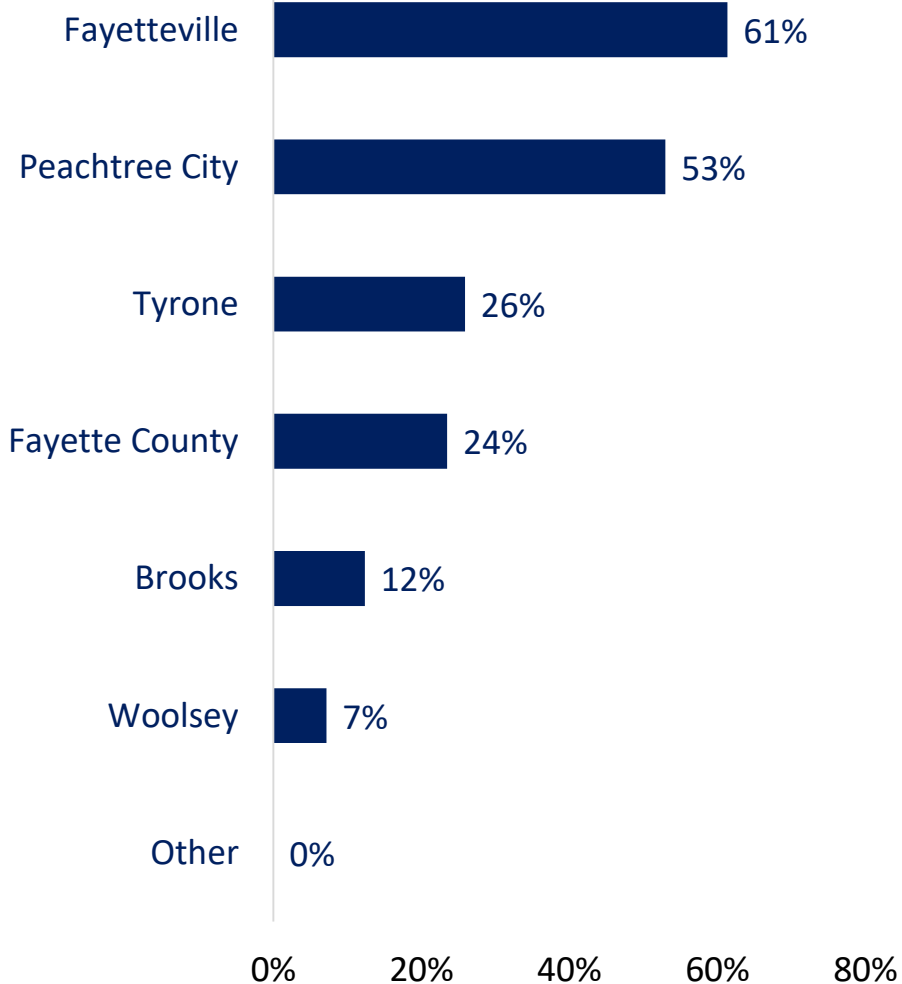 Fayetteville 61%
Peachtree City 53%
Tyrone 26%
Fayette County 24%
Brooks 12%
Woolsey 7%
Other 0%
0% 20% 40% 60% 80%